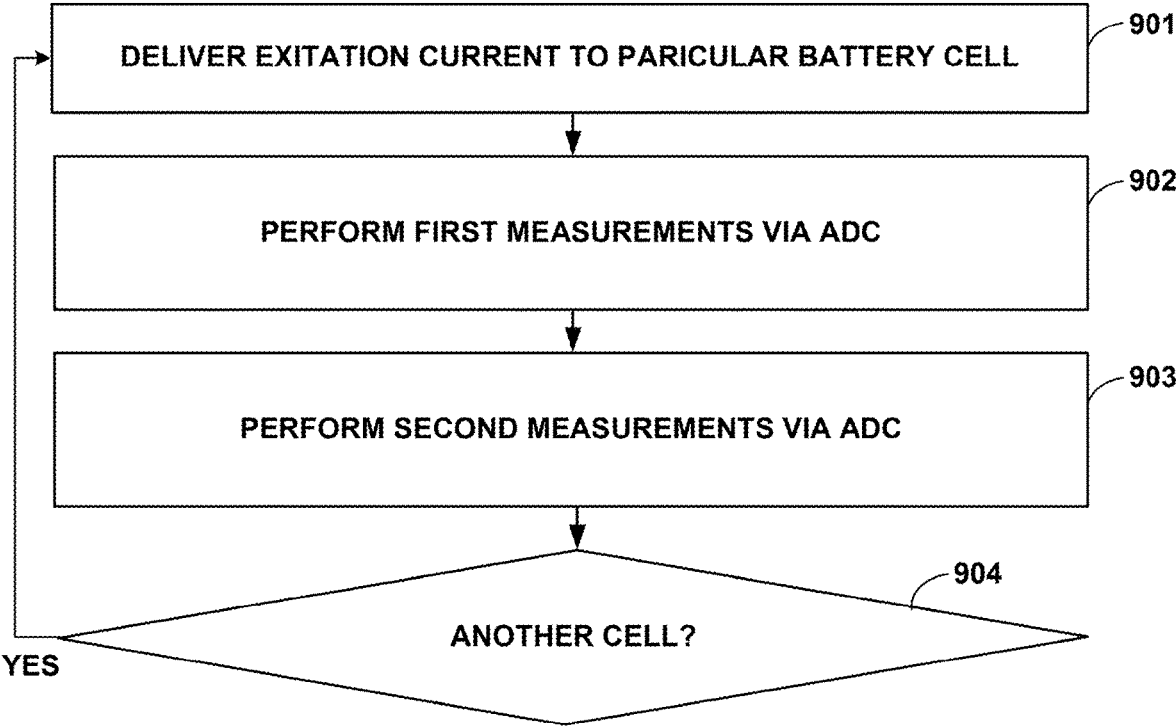 DELIVER EXITATION CURRENT TO PARICULAR BATTERY CELL
901
PERFORM FIRST MEASUREMENTS VIA ADC
902
PERFORM SECOND MEASUREMENTS VIA ADC
903
ANOTHER CELL?
904
YES